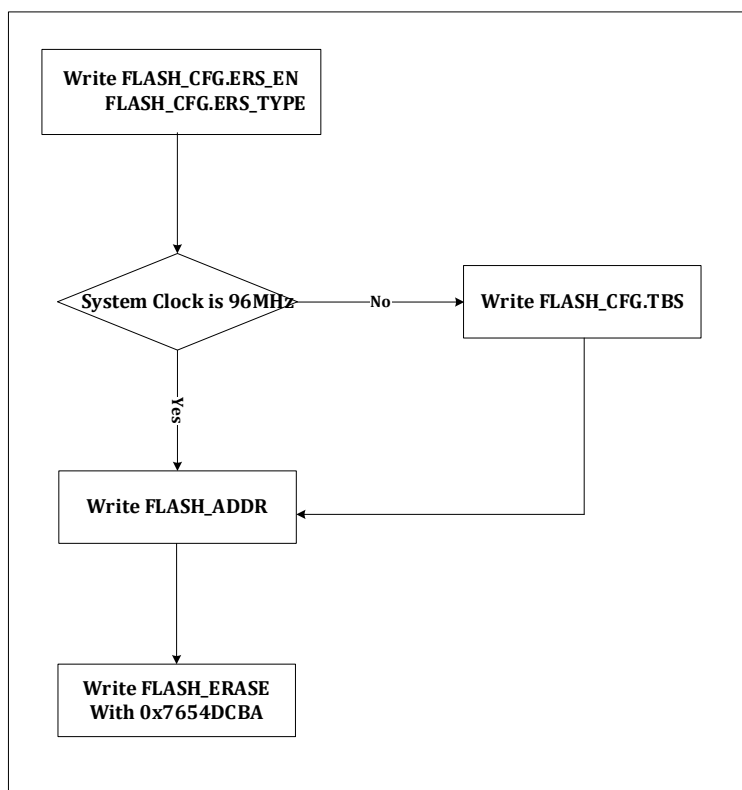 Write FLASH_CFG.ERS_EN
FLASH_CFG.ERS_TYPE
System Clock is 96MHz
No
Write FLASH_CFG.TBS
Yes
Write FLASH_ADDR
Write FLASH_ERASE
With 0x7654DCBA